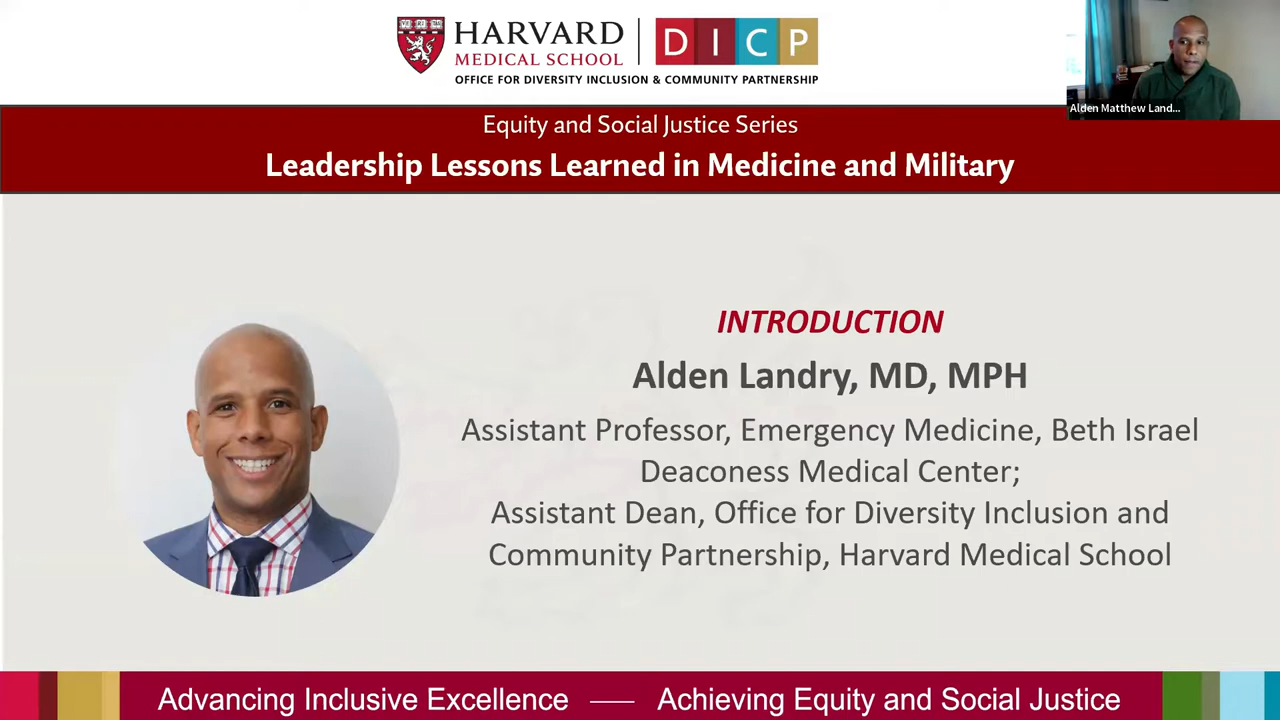 HARVARD
MEDICAL SCHOOL
DICP
OFFICE FOR DIVERSITY INCLUSION & COMMUNITY PARTNERSHIP
Alden Matthew Land...
Equity and Social Justice Series
Leadership Lessons Learned in Medicine and Military
INTRODUCTION
Alden Landry, MD, MPH
Assistant Professor, Emergency Medicine, Beth Israel
Deaconess Medical Center;
Assistant Dean, Office for Diversity Inclusion and
Community Partnership, Harvard Medical School
Advancing Inclusive Excellence —— Achieving Equity and Social Justice